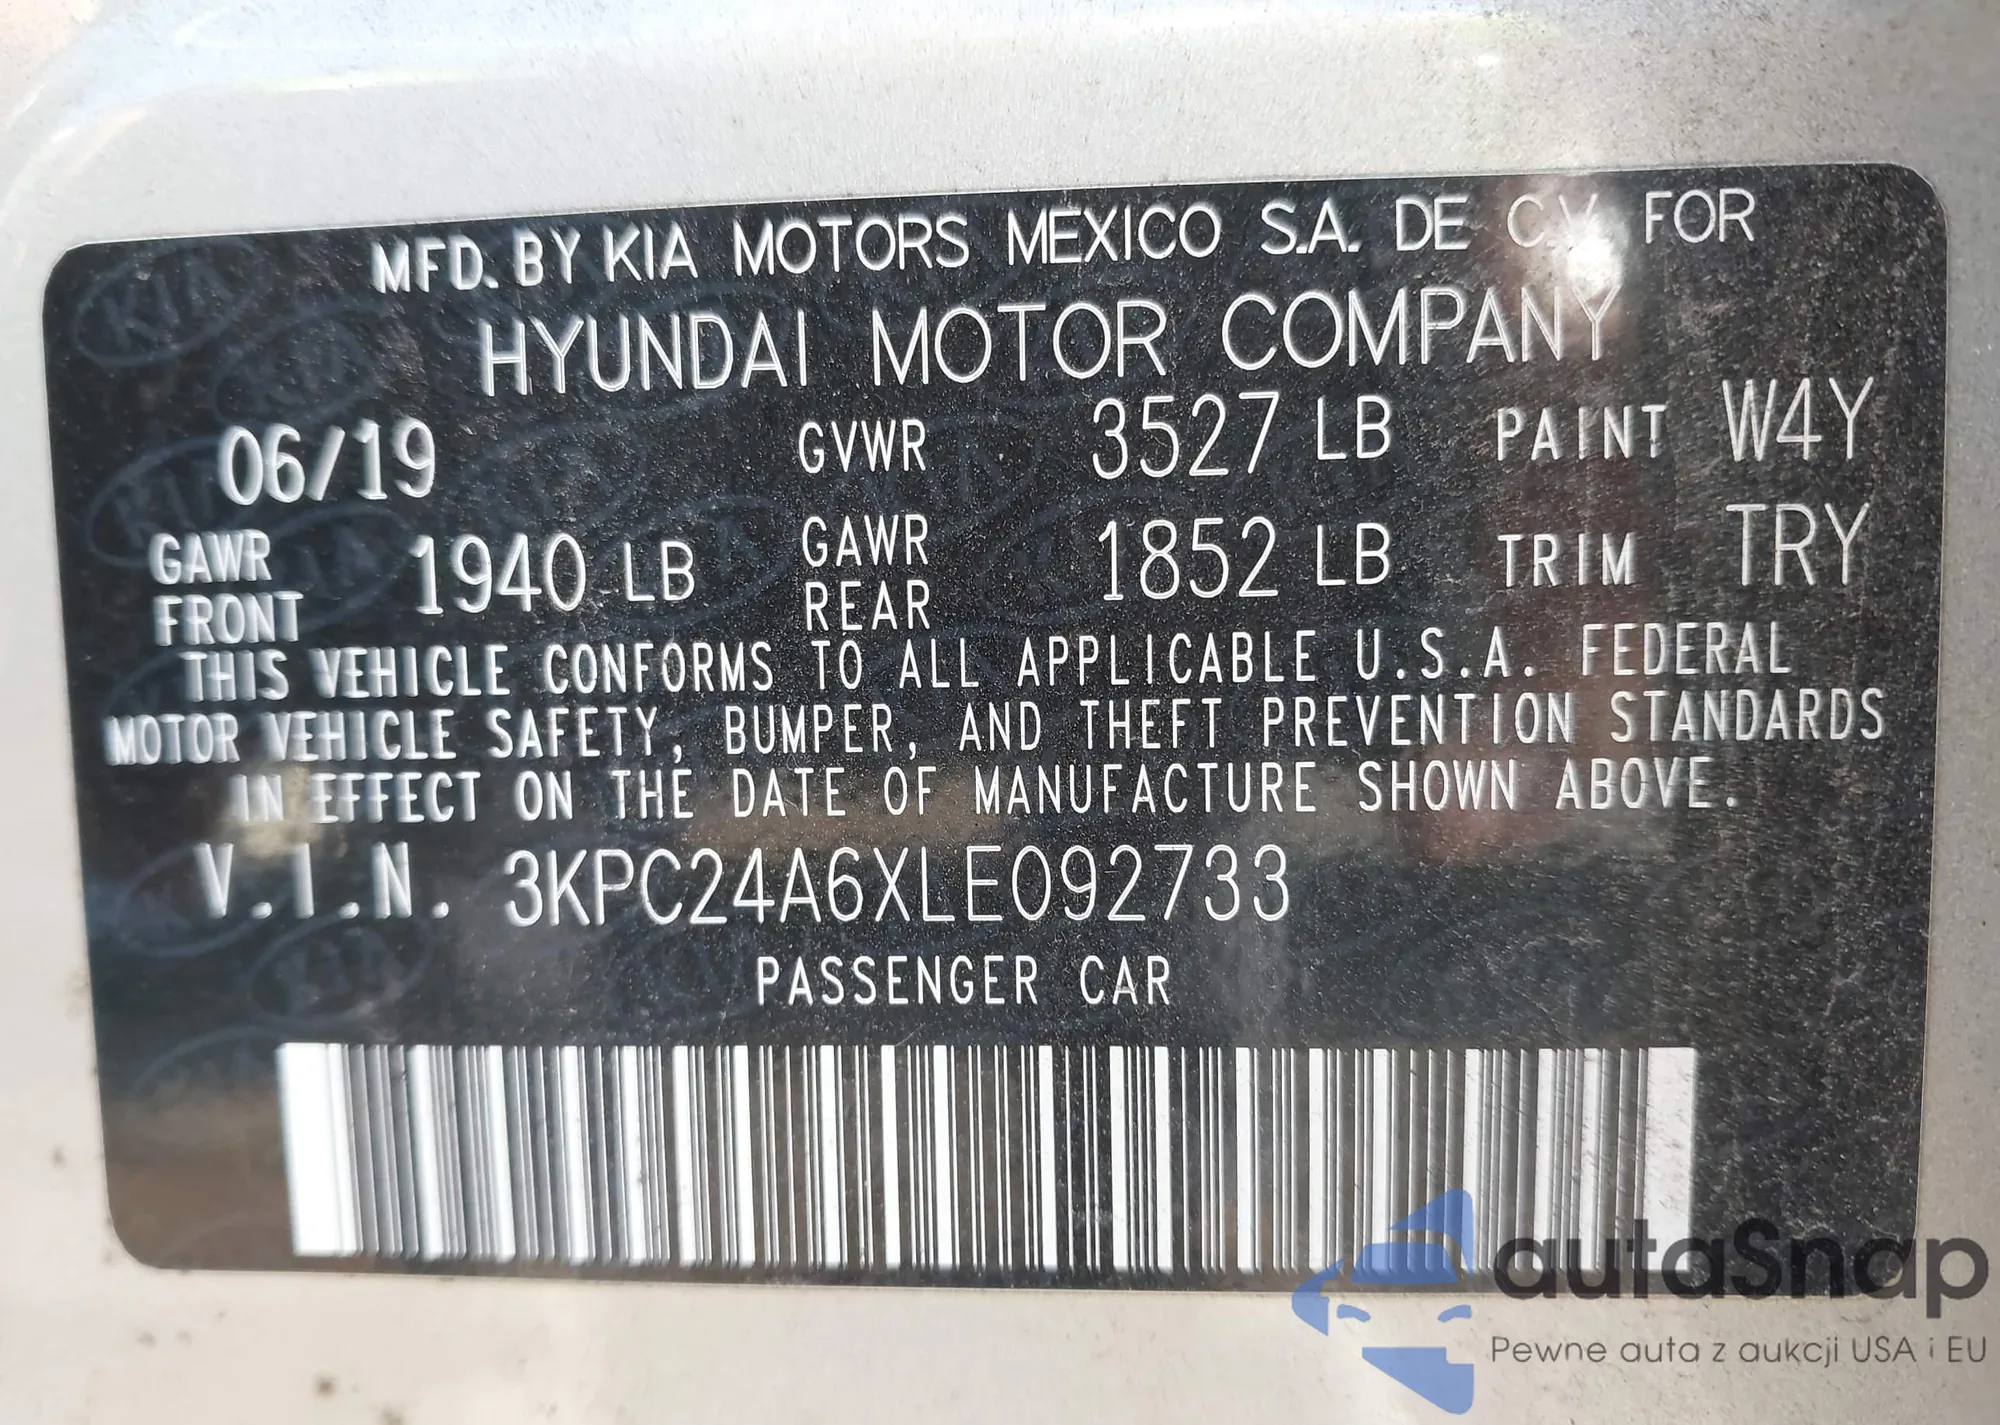 MFD. BY KIA MOTORS MEXICO S.A. DE C.V. FOR
HYUNDAI MOTOR COMPANY
06/19 GVWR 3527 LB PAINT W4Y
GAWR FRONT 1940 LB GAWR REAR 1852 LB TRIM TRY
THIS VEHICLE CONFORMS TO ALL APPLICABLE U.S.A. FEDERAL
MOTOR VEHICLE SAFETY, BUMPER, AND THEFT PREVENTION STANDARDS
IN EFFECT ON THE DATE OF MANUFACTURE SHOWN ABOVE.
V.I.N. 3KPC24A6XLE092733
PASSENGER CAR
autaSnap
Pewne auta z aukcji USA i EU